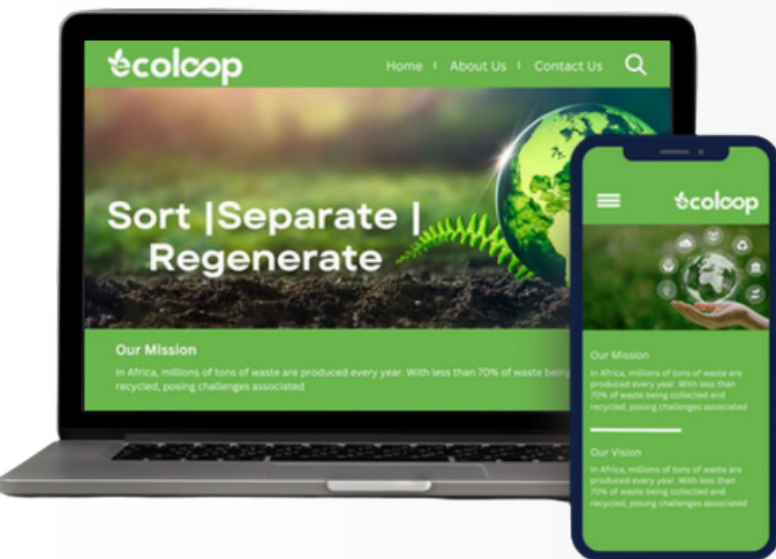 ecoloop
Home | About Us | Contact Us
Sort |Separate |
Regenerate
Our Mission
In Africa, millions of tons of waste are produced every year. With less than 70% of waste being
recycled, posing challenges associated
ecoloop
Our Mission
In Africa, millions of tons of waste are
produced every year. With less than
70% of waste being collected and
recycled, posing challenges associated
Our Vision
In Africa, millions of tons of waste are
produced every year. With less than
70% of waste being collected and
recycled, posing challenges associated